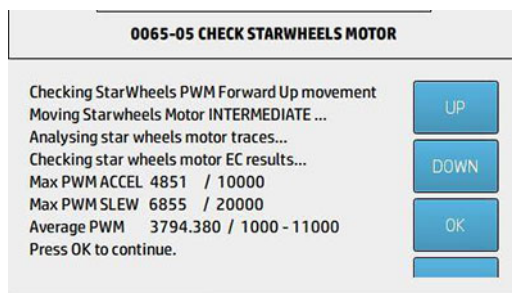 0065-05 CHECK STARWHEELS MOTOR
Checking StarWheels PWM Forward Up movement
Moving Starwheels Motor INTERMEDIATE ...
Analysing star wheels motor traces...
Checking star wheels motor EC results...
Max PWM ACCEL 4851 / 10000
Max PWM SLEW 6855 / 20000
Average PWM 3794.380 / 1000 - 11000
Press OK to continue.
UP
DOWN
OK